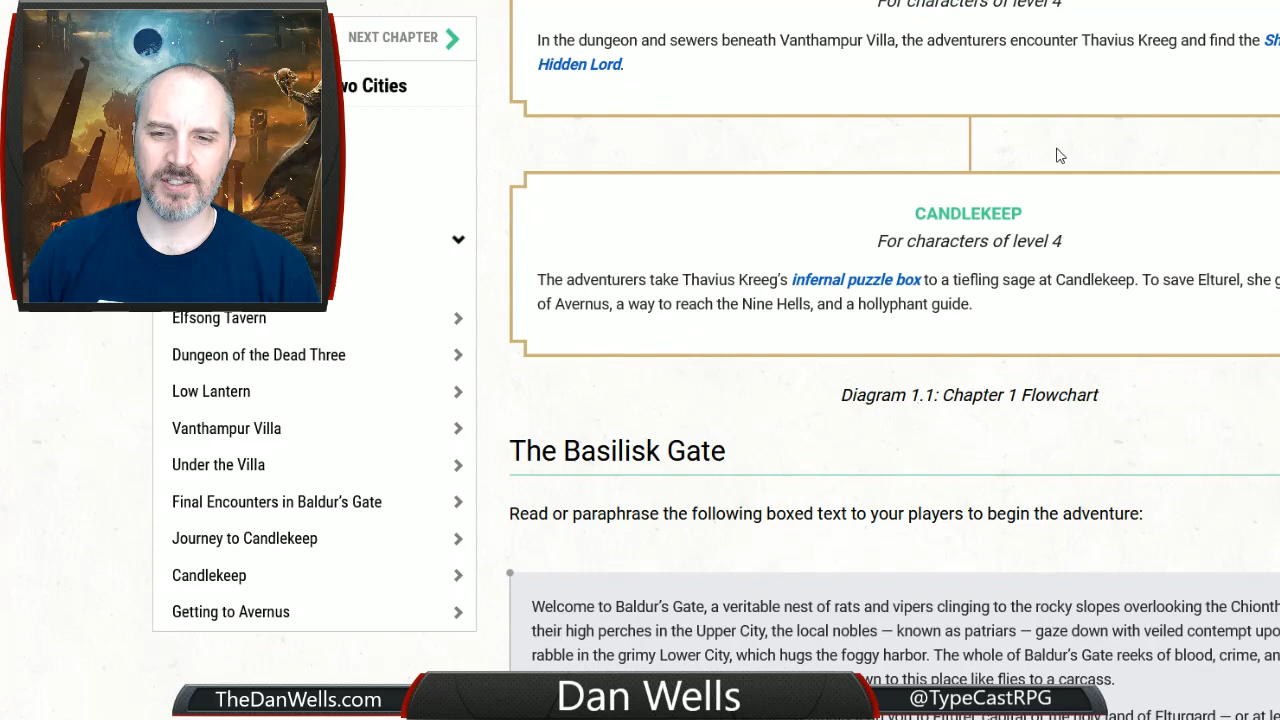 For characters of level 4
NEXT CHAPTER
In the dungeon and sewers beneath Vanthampur Villa, the adventurers encounter Thavius Kreeg and find the
Hidden Lord.
Cities
CANDLEKEEP
For characters of level 4
The adventurers take Thavius Kreeg's infernal puzzle box to a tiefling sage at Candlekeep. To save Elturel, she g
of Avernus, a way to reach the Nine Hells, and a hollyphant guide.
Elfsong Tavern
Dungeon of the Dead Three
Low Lantern
Vanthampur Villa
Under the Villa
Final Encounters in Baldur's Gate
Journey to Candlekeep
Candlekeep
Getting to Avernus
Diagram 1.1: Chapter 1 Flowchart
The Basilisk Gate
Read or paraphrase the following boxed text to your players to begin the adventure:
Welcome to Baldur's Gate, a veritable nest of rats and vipers clinging to the rocky slopes overlooking the Chionth
their high perches in the Upper City, the local nobles — known as patriars — gaze down with veiled contempt upo
rabble in the grimy Lower City, which hugs the foggy harbor. The whole of Baldur's Gate reeks of blood, crime, an
to this place like flies to a carcass.
land of Elturgard — or at le
TheDanWells.com
Dan Wells
@TypeCastRPG